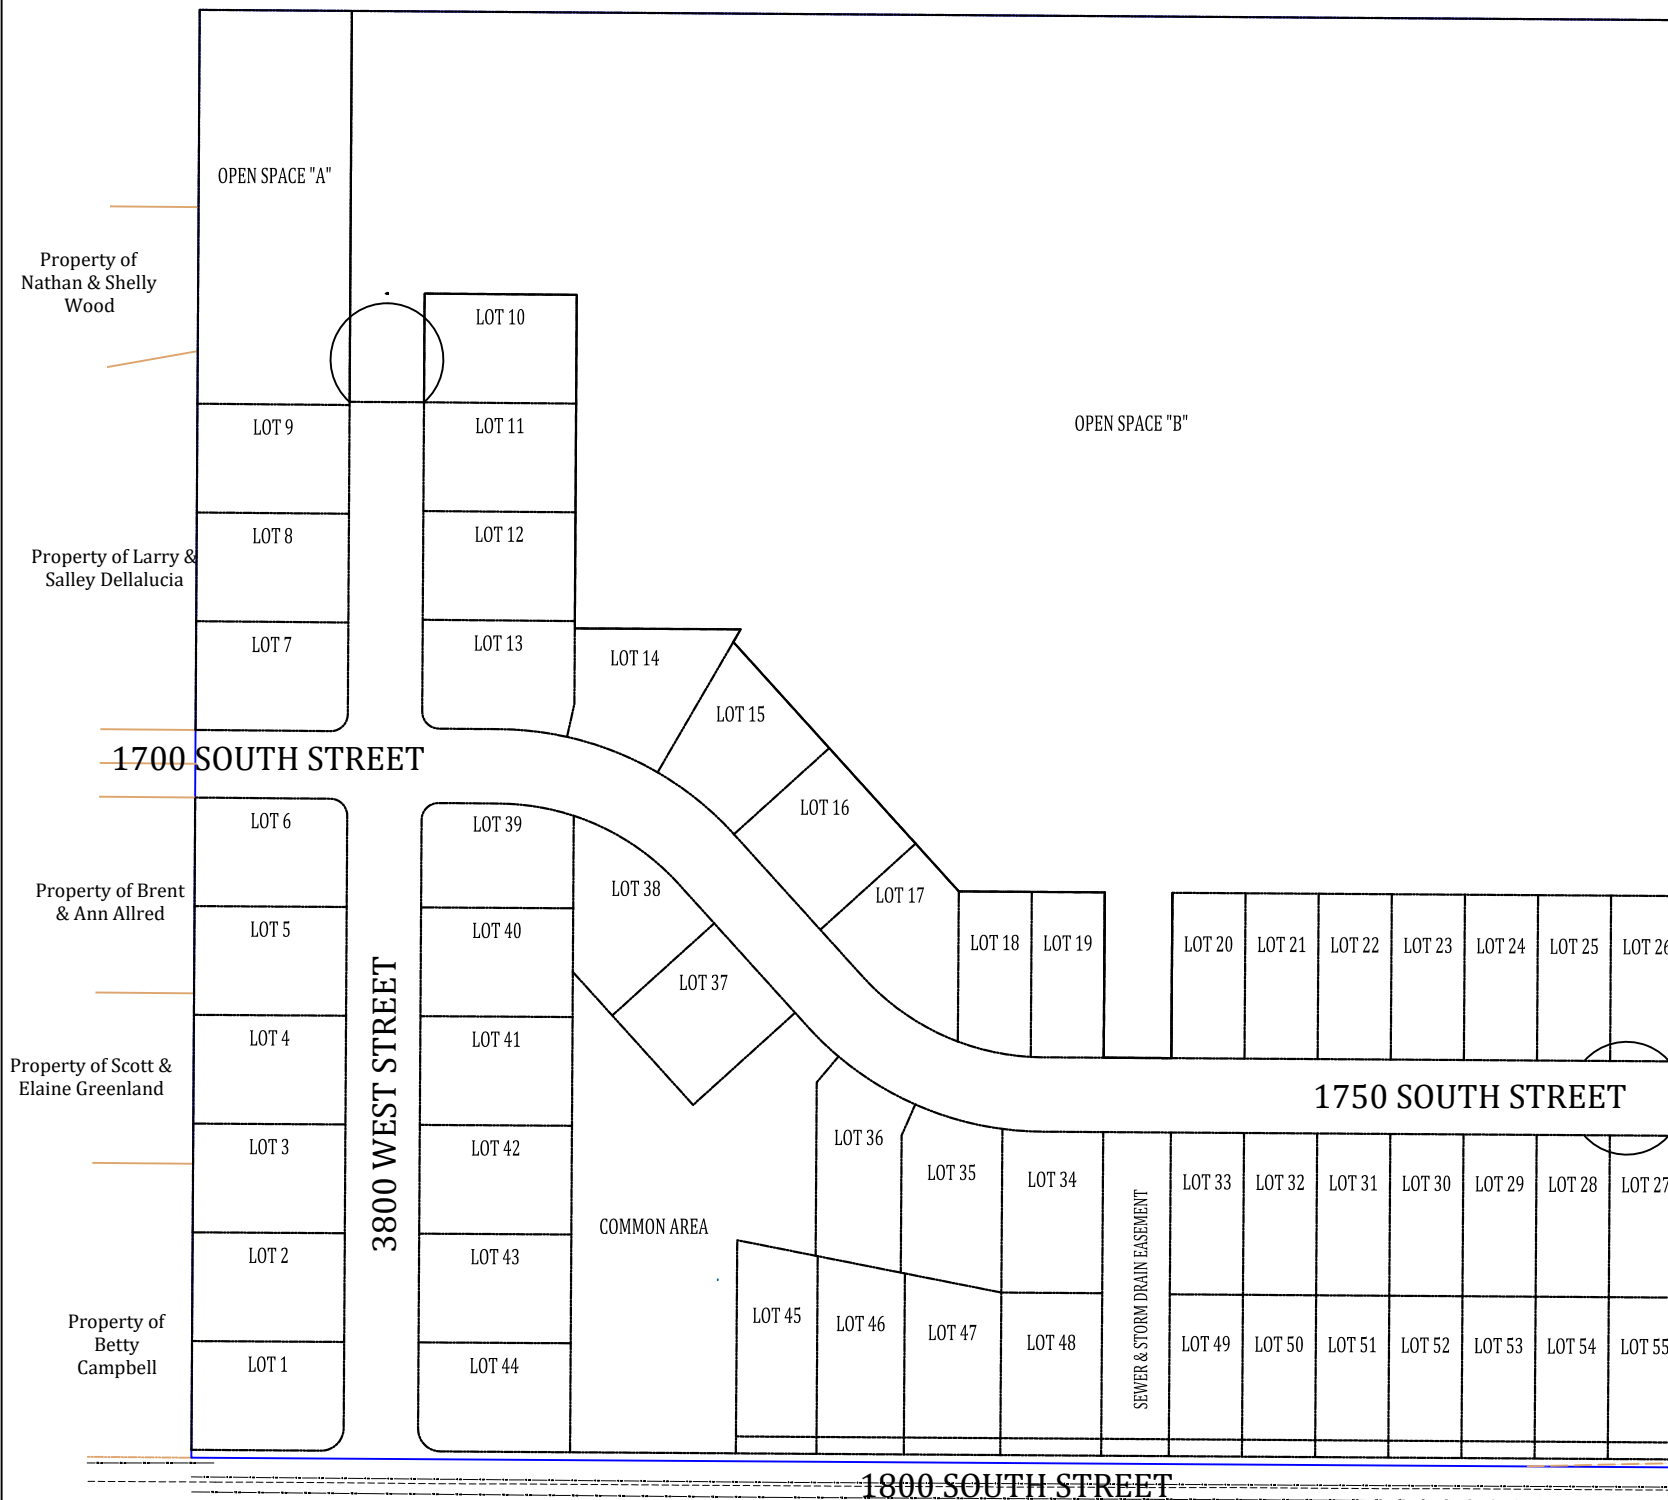 OPEN SPACE "A"
Property of
Nathan & Shelly
Wood
LOT 10
OPEN SPACE "B"
LOT 9
LOT 11
Property of Larry &
Salley Dellalucia
LOT 8
LOT 12
LOT 7
LOT 13
LOT 14
LOT 15
1700 SOUTH STREET
LOT 16
LOT 6
LOT 39
LOT 38
LOT 17
Property of Brent
& Ann Allred
LOT 5
LOT 40
LOT 37
LOT 18
LOT 19
LOT 20
LOT 21
LOT 22
LOT 23
LOT 24
LOT 25
LOT 26
3800 WEST STREET
Property of Scott &
Elaine Greenland
LOT 4
LOT 41
1750 SOUTH STREET
LOT 3
LOT 42
LOT 36
LOT 35
LOT 34
LOT 33
LOT 32
LOT 31
LOT 30
LOT 29
LOT 28
LOT 27
COMMON AREA
SEWER & STORM DRAIN EASEMENT
LOT 2
LOT 43
Property of
Betty
Campbell
LOT 1
LOT 44
LOT 45
LOT 46
LOT 47
LOT 48
LOT 49
LOT 50
LOT 51
LOT 52
LOT 53
LOT 54
LOT 55
1800 SOUTH STREET